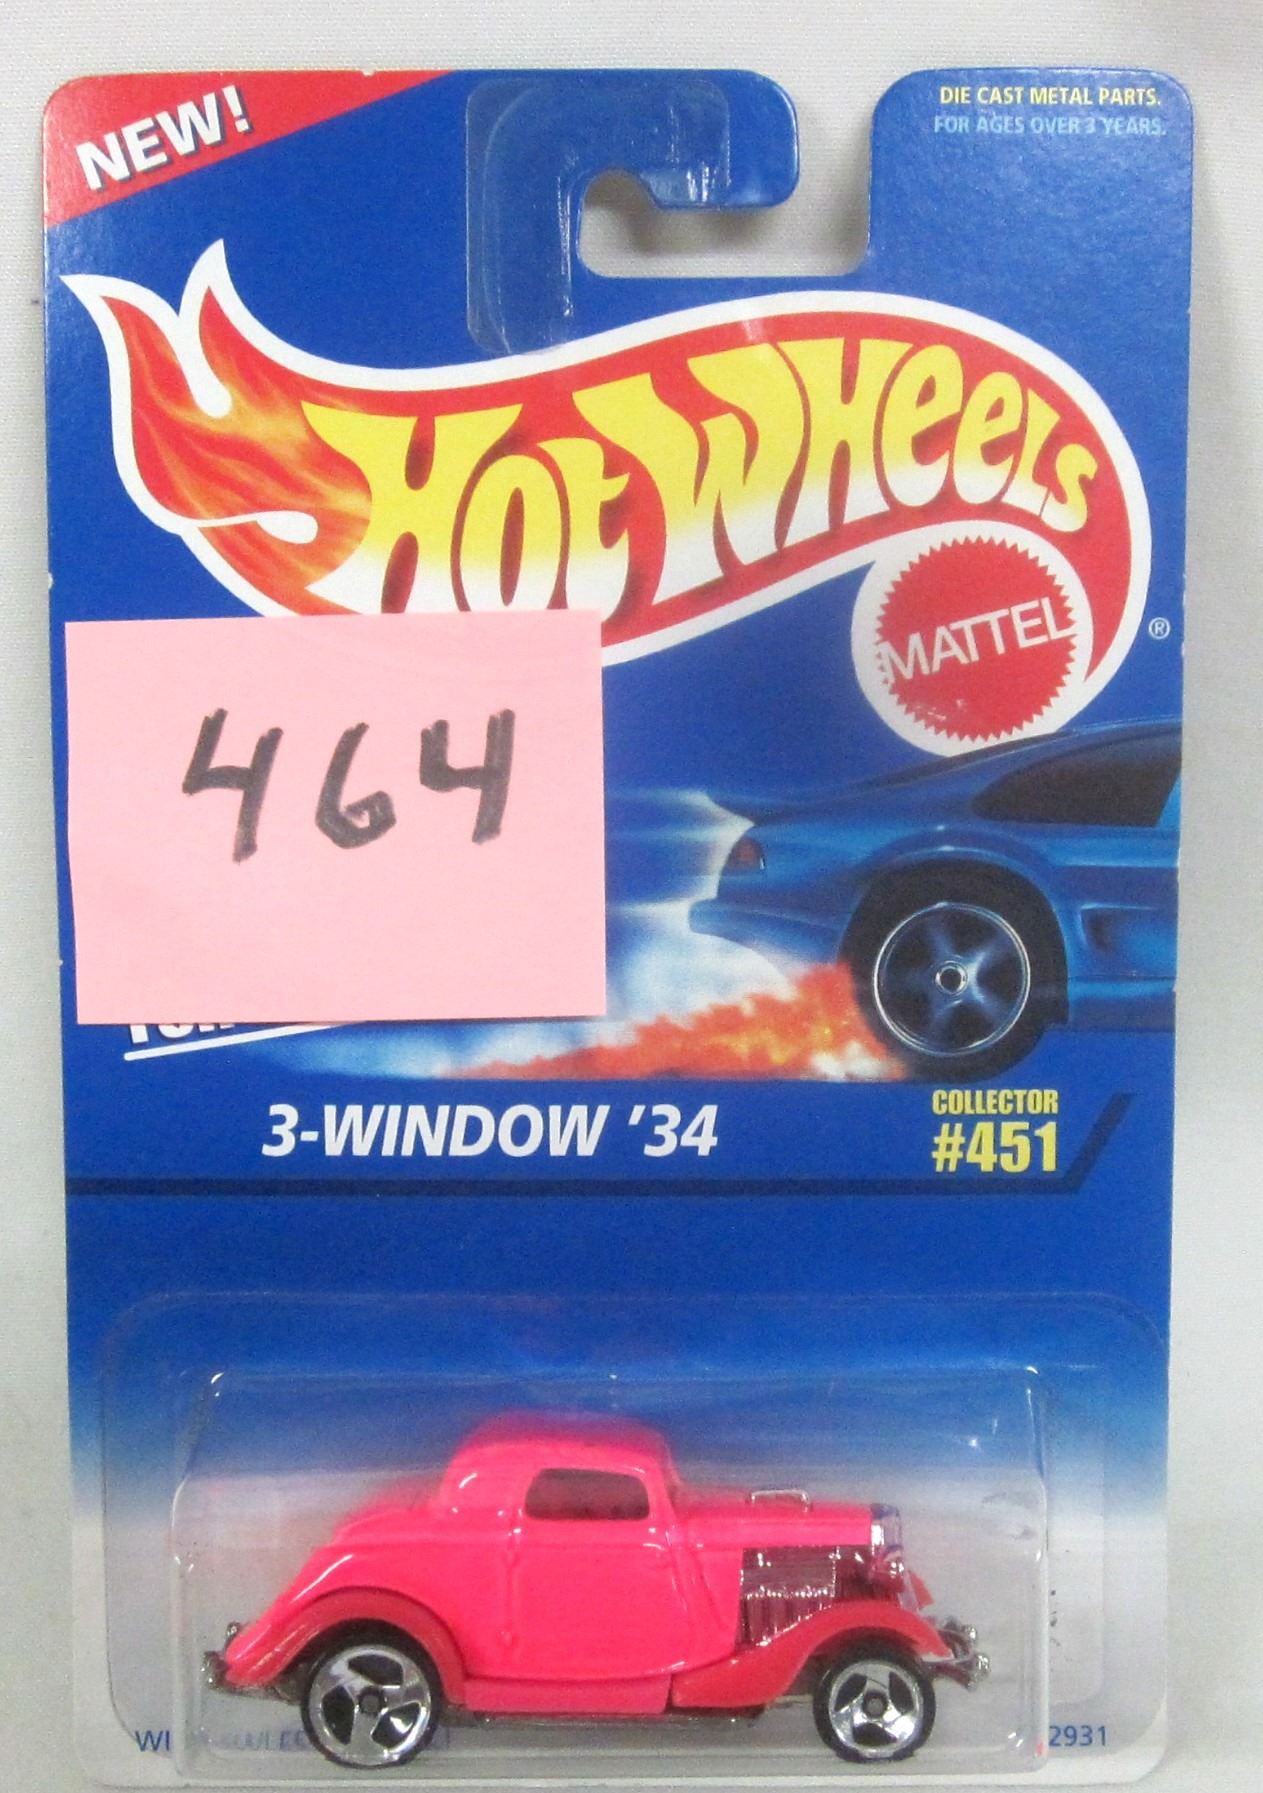 NEW!
DIE CAST METAL PARTS.
FOR AGES OVER 3 YEARS.
HOT WHEELS
MATTEL
®
464
3-WINDOW '34
COLLECTOR
#451
2931